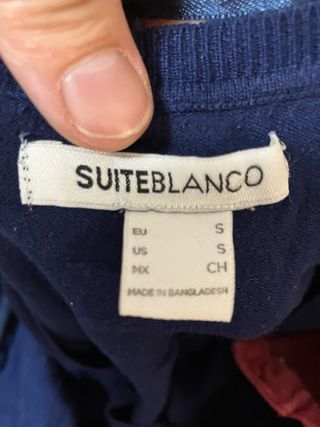 SUITEBLANCO
EU S
US S
MX CH
MADE IN BANGLADESH